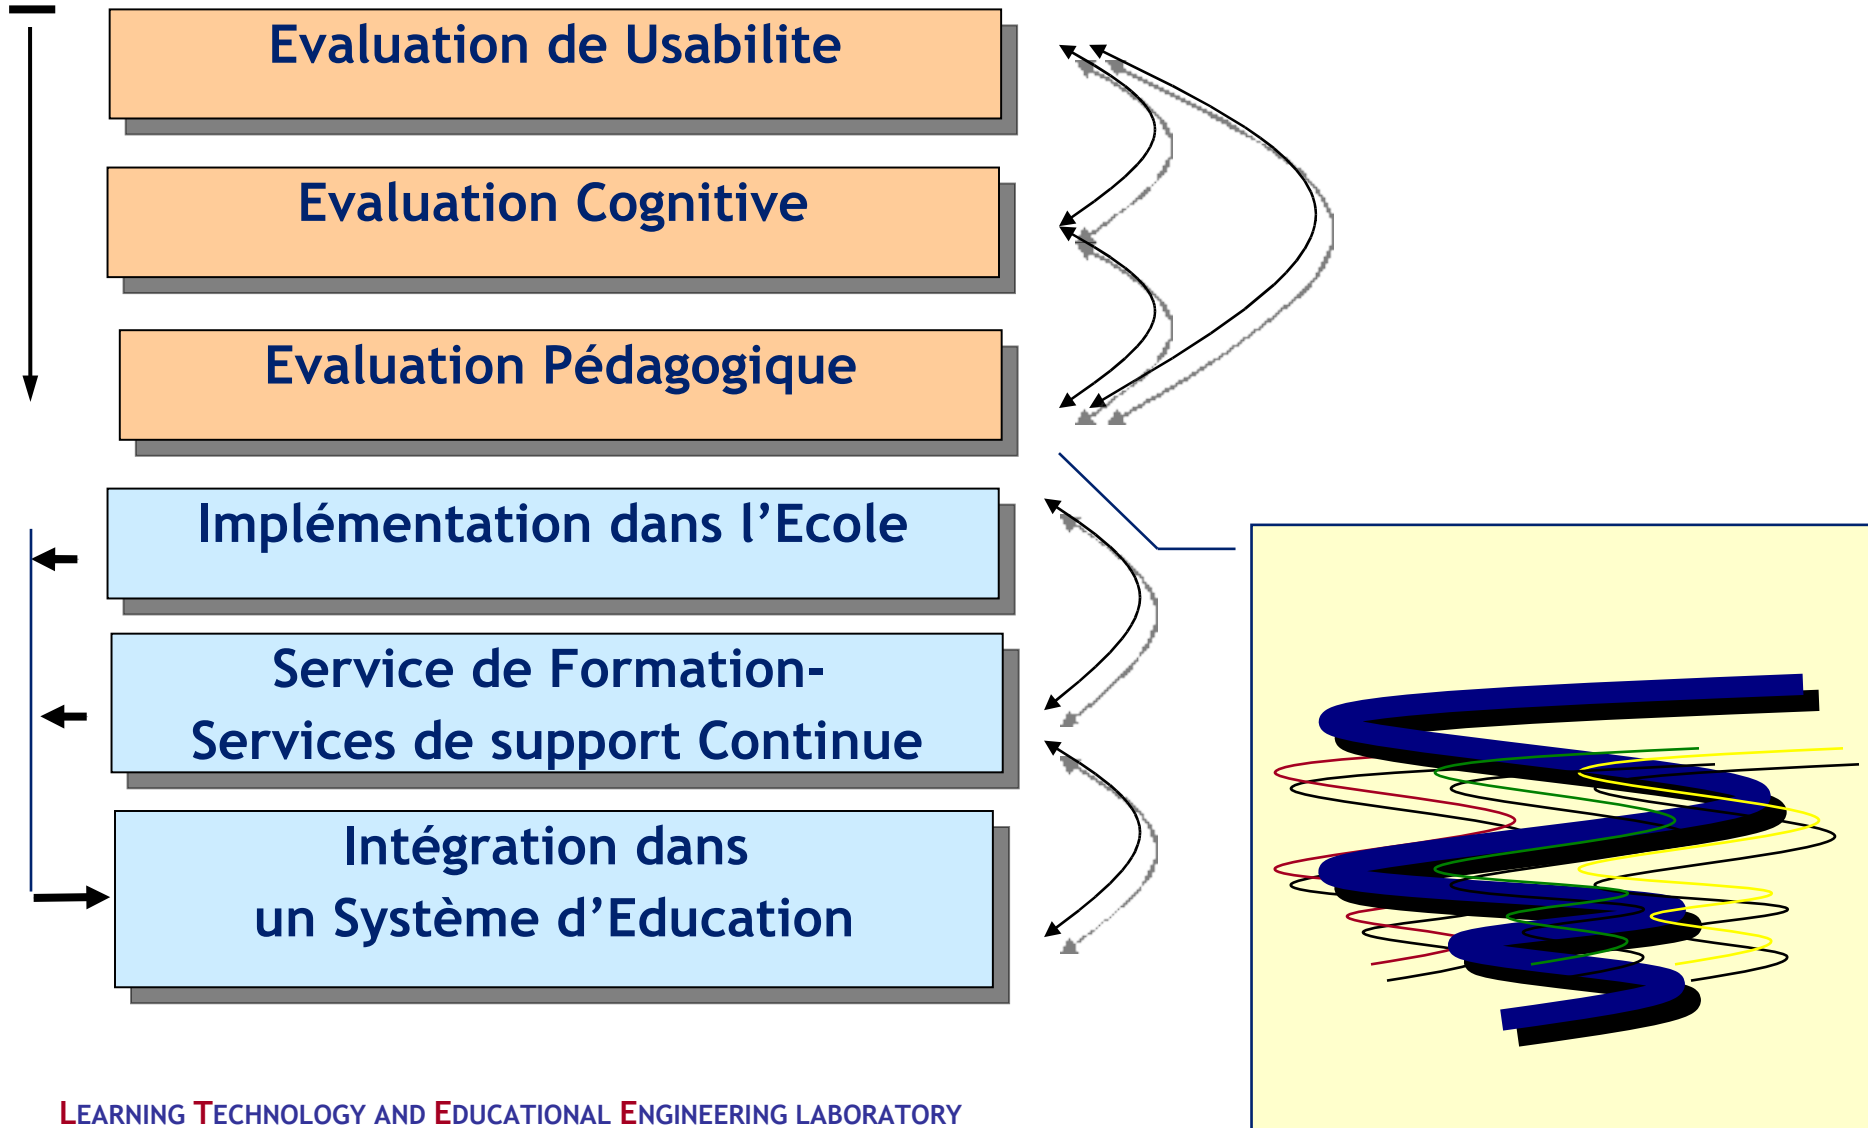 Evaluation de Usabilite
Evaluation Cognitive
Evaluation Pédagogique
Implémentation dans l’Ecole
Service de Formation-
Services de support Continue
Intégration dans
un Système d’Education
LEARNING TECHNOLOGY AND EDUCATIONAL ENGINEERING LABORATORY